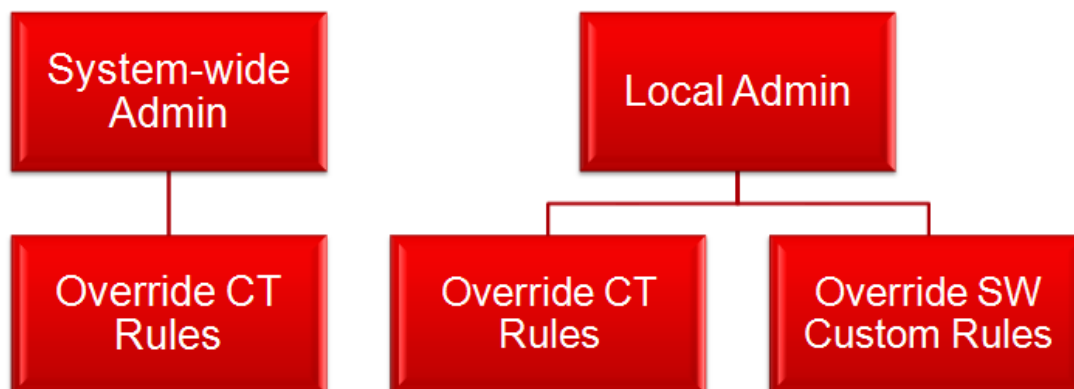 System-wide
Admin
Local Admin
Override CT
Rules
Override CT
Rules
Override SW
Custom Rules